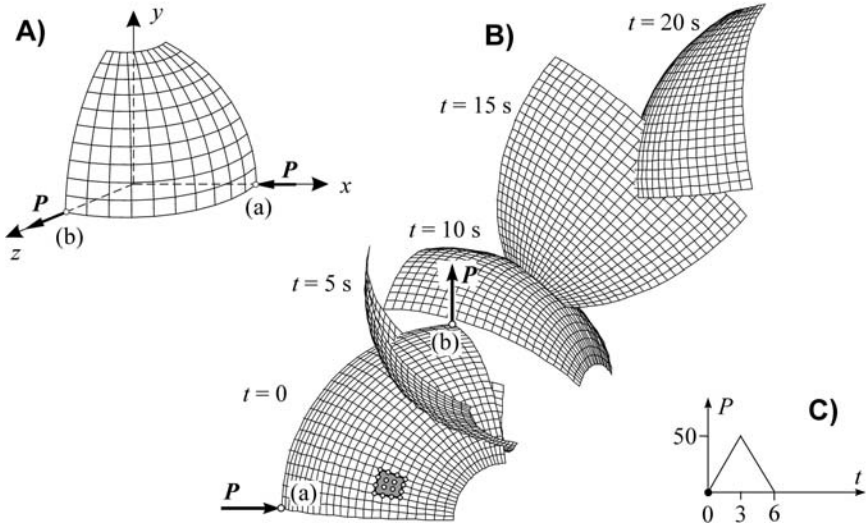 A)
y
P
x
(a)
P
(b)
z
B)
t = 20 s
t = 15 s
t = 10 s
P
t = 5 s
(b)
t = 0
P
(a)
C)
P
50
t
0 3 6